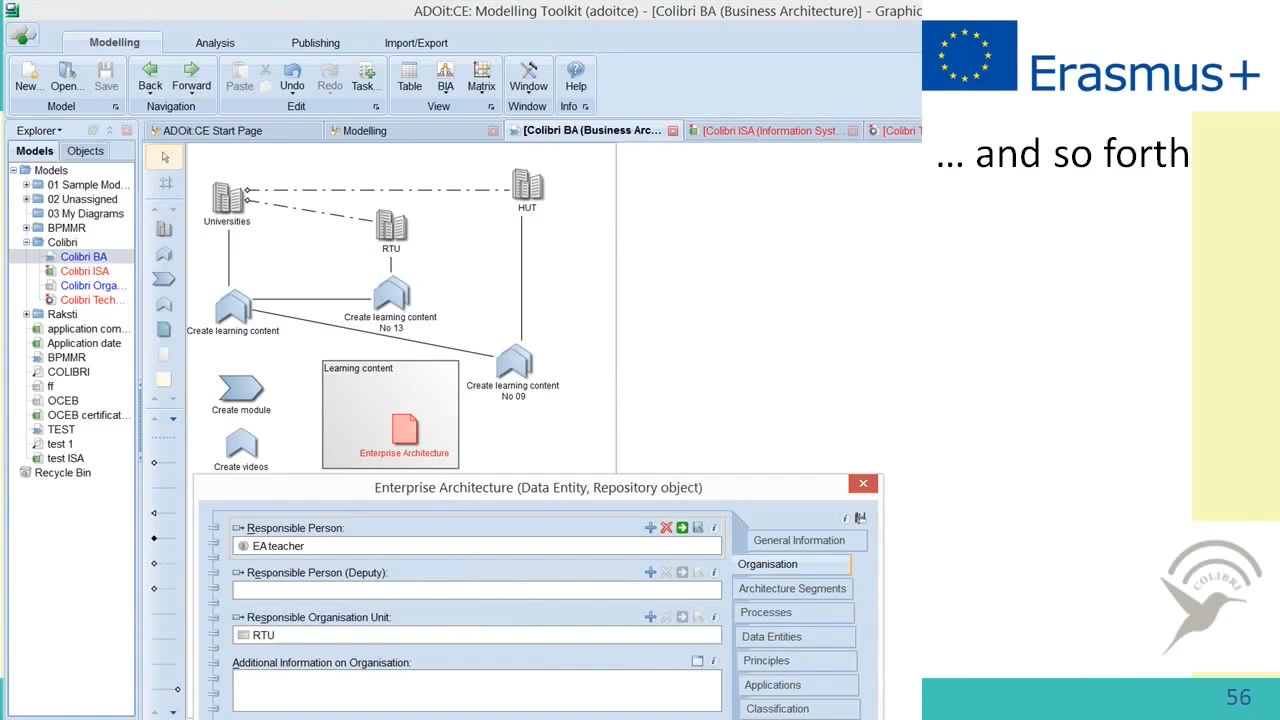 ADOit:CE: Modelling Toolkit (adoitce) - [Colibri BA (Business Architecture)] - Graphic
Modelling Analysis Publishing Import/Export
New... Open... Save Back Forward Paste Undo Redo Task... Table BIA Matrix Window Help
Model Navigation Edit View Window Info
Explorer ADOit:CE Start Page Modelling [Colibri BA (Business Arc... [Colibri ISA (Information Syst... [Colibri T
Models Objects
Models
01 Sample Mod...
02 Unassigned
03 My Diagrams
BPMMR
Colibri
Colibri BA
Colibri ISA
Colibri Orga...
Colibri Tech...
Raksti
application com...
Application date
BPMMR
COLIBRI
ff
OCEB
OCEB certificat...
TEST
test 1
test ISA
Recycle Bin
Universities
HUT
RTU
Create learning content
Create learning content
No 13
Create learning content
No 09
Learning content
Enterprise Architecture
Create module
Create videos
Enterprise Architecture (Data Entity, Repository object)
Responsible Person:
EA teacher
Responsible Person (Deputy):
Responsible Organisation Unit:
RTU
Additional Information on Organisation:
General Information
Organisation
Architecture Segments
Processes
Data Entities
Principles
Applications
Classification
Erasmus+
... and so forth
COLIBRI
56